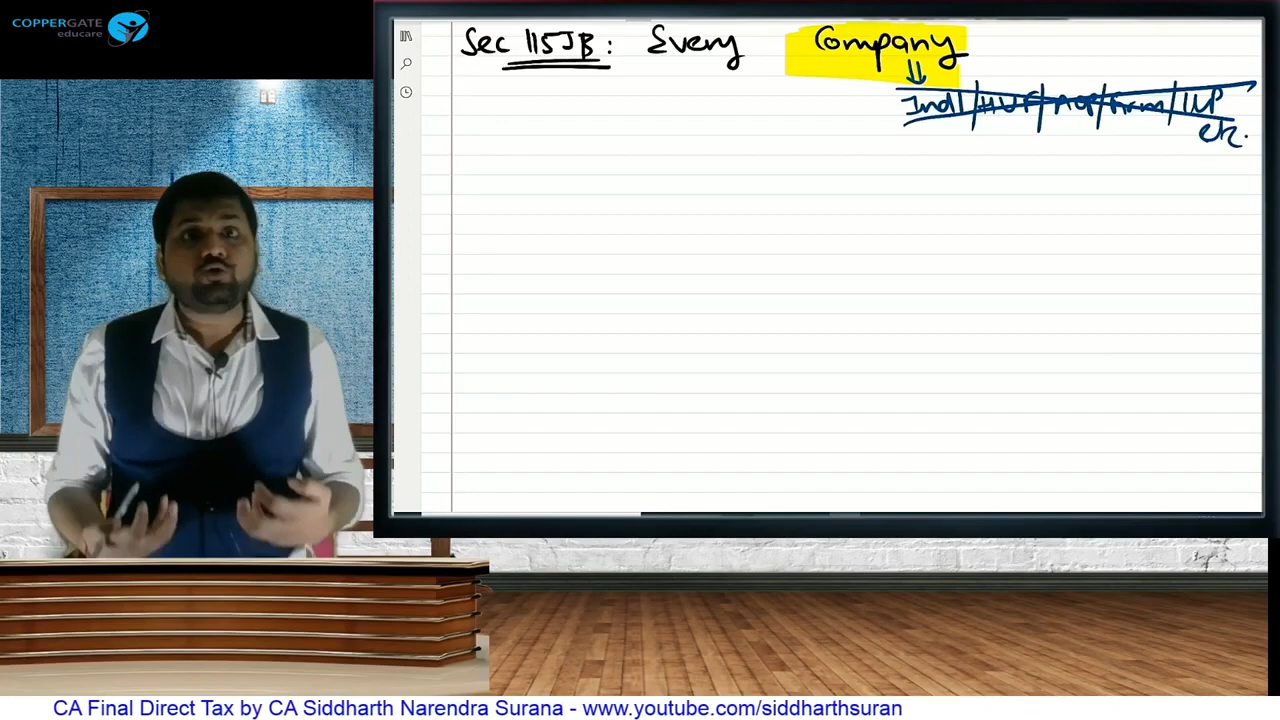 COPPERGATE
educare
Sec 115JB: Every Company
Indl/HUF/AOP/Firm/LLP
etc.
CA Final Direct Tax by CA Siddharth Narendra Surana - www.youtube.com/siddharthsuran